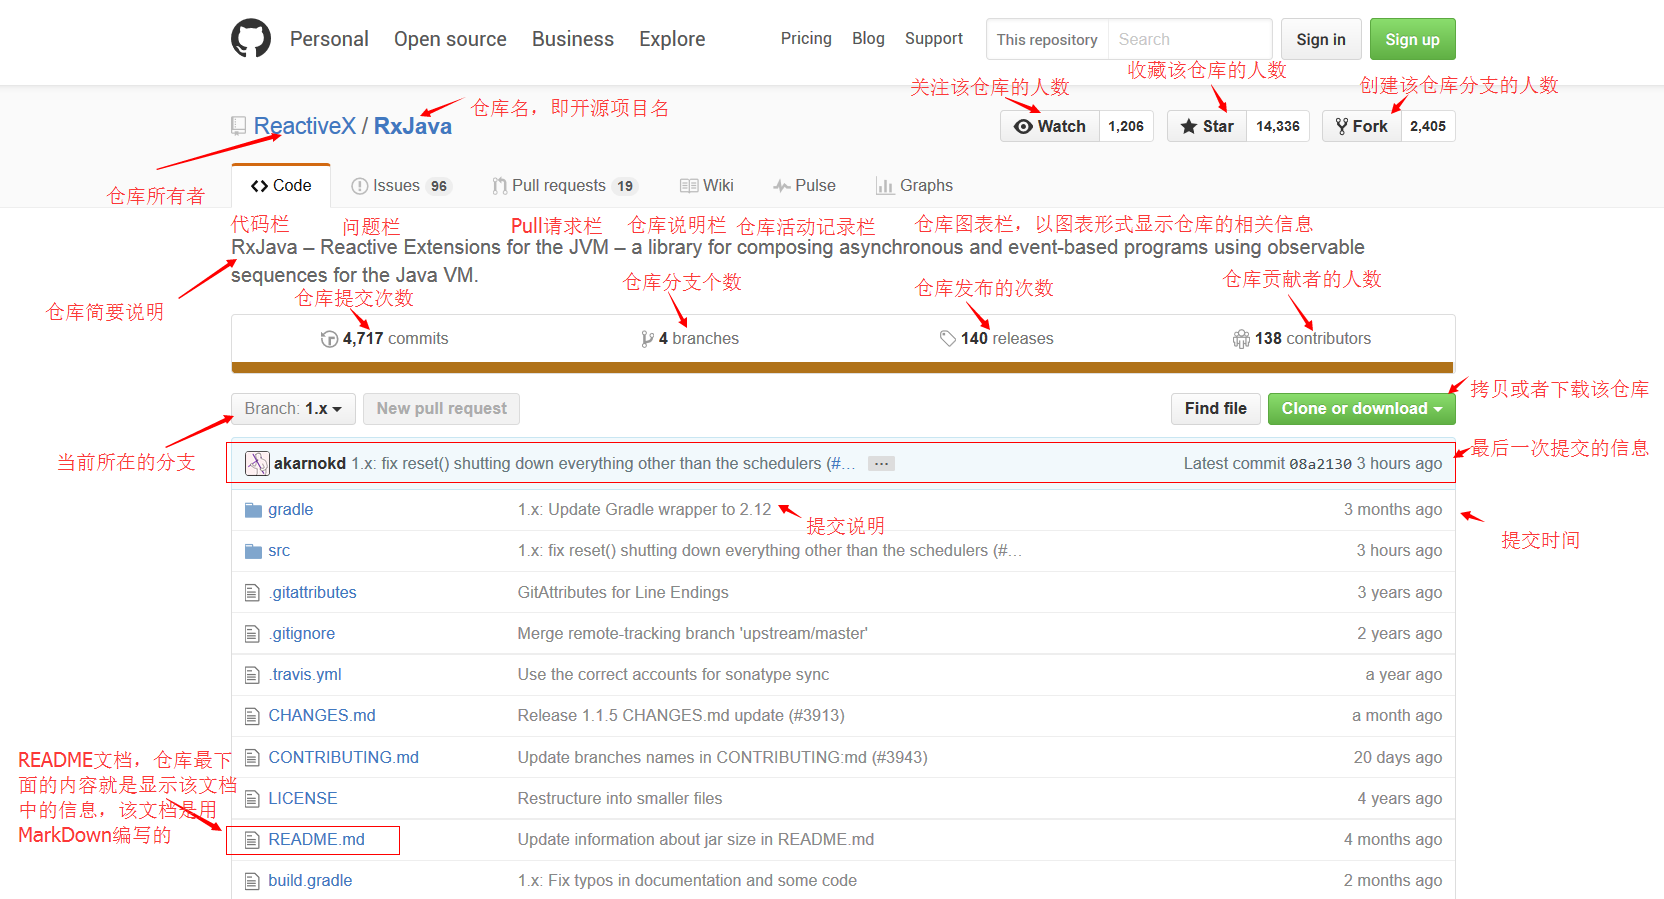 Personal Open source Business Explore Pricing Blog Support This repository Search Sign in Sign up
关注该仓库的人数 收藏该仓库的人数 创建该仓库分支的人数
仓库名，即开源项目名
ReactiveX / RxJava Watch 1,206 Star 14,336 Fork 2,405
仓库所有者
Code Issues 96 Pull requests 19 Wiki Pulse Graphs
代码栏 问题栏 Pull请求栏 仓库说明栏 仓库活动记录栏 仓库图表栏，以图表形式显示仓库的相关信息
RxJava – Reactive Extensions for the JVM – a library for composing asynchronous and event-based programs using observable
sequences for the Java VM.
仓库简要说明
仓库提交次数 仓库分支个数 仓库发布的次数 仓库贡献者的人数
4,717 commits 4 branches 140 releases 138 contributors
拷贝或者下载该仓库
Branch: 1.x New pull request Find file Clone or download
当前所在的分支
最后一次提交的信息
akarnokd 1.x: fix reset() shutting down everything other than the schedulers (#… … Latest commit 08a2130 3 hours ago
gradle 1.x: Update Gradle wrapper to 2.12 3 months ago
提交说明
提交时间
src 1.x: fix reset() shutting down everything other than the schedulers (#… 3 hours ago
.gitattributes GitAttributes for Line Endings 3 years ago
.gitignore Merge remote-tracking branch 'upstream/master' 2 years ago
.travis.yml Use the correct accounts for sonatype sync a year ago
CHANGES.md Release 1.1.5 CHANGES.md update (#3913) a month ago
CONTRIBUTING.md Update branches names in CONTRIBUTING:md (#3943) 20 days ago
LICENSE Restructure into smaller files 4 years ago
README文档，仓库最下
面的内容就是显示该文档
中的信息，该文档是用
MarkDown编写的
README.md Update information about jar size in README.md 4 months ago
build.gradle 1.x: Fix typos in documentation and some code 2 months ago